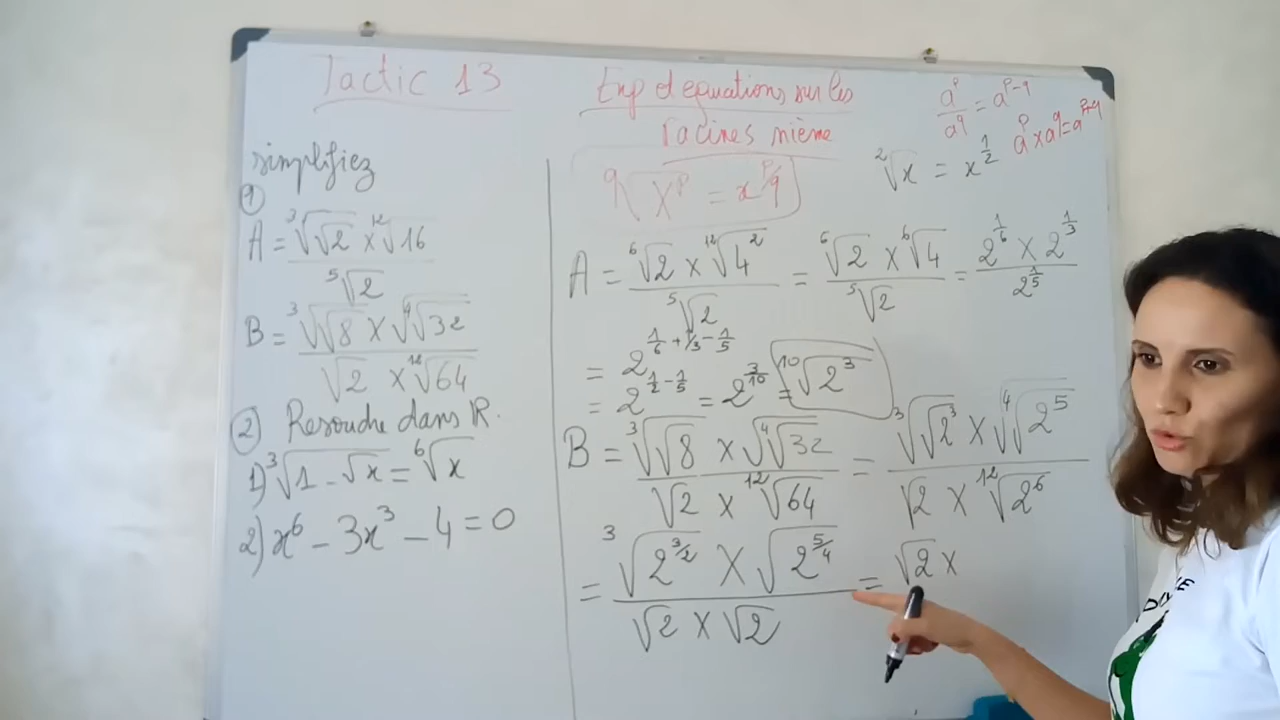 Tactic 13
Exp et equations sur les
racines nième
a^p/a^q = a^(p-q)
a^p × a^q = a^(p+q)
²√x = x^(1/2)
^q√(x^p) = x^(p/q)
simplifiez
①
A = (³√(√2) × ¹²√16) / ⁵√2
B = (³√(√8) × √(⁴√32)) / (√2 × ¹²√64)
② Resoudre dans R.
1) ³√(1 - √x) = ⁶√x
2) x⁶ - 3x³ - 4 = 0
A = (⁶√2 × ¹²√(4²)) / ⁵√2 = (⁶√2 × ⁶√4) / ⁵√2 = (2^(1/6) × 2^(1/3)) / 2^(1/5)
= 2^(1/6 + 1/3 - 1/5)
= 2^(1/2 - 1/5) = 2^(3/10) = ¹⁰√(2³)
B = (³√(√8) × √(⁴√32)) / (√2 × ¹²√64) = (³√(√(2³)) × ⁴√(√(2⁵))) / (√2 × ¹²√(2⁶))
= (³√(2^(3/2)) × √(2^(5/4))) / (√2 × √2) = √2 ×